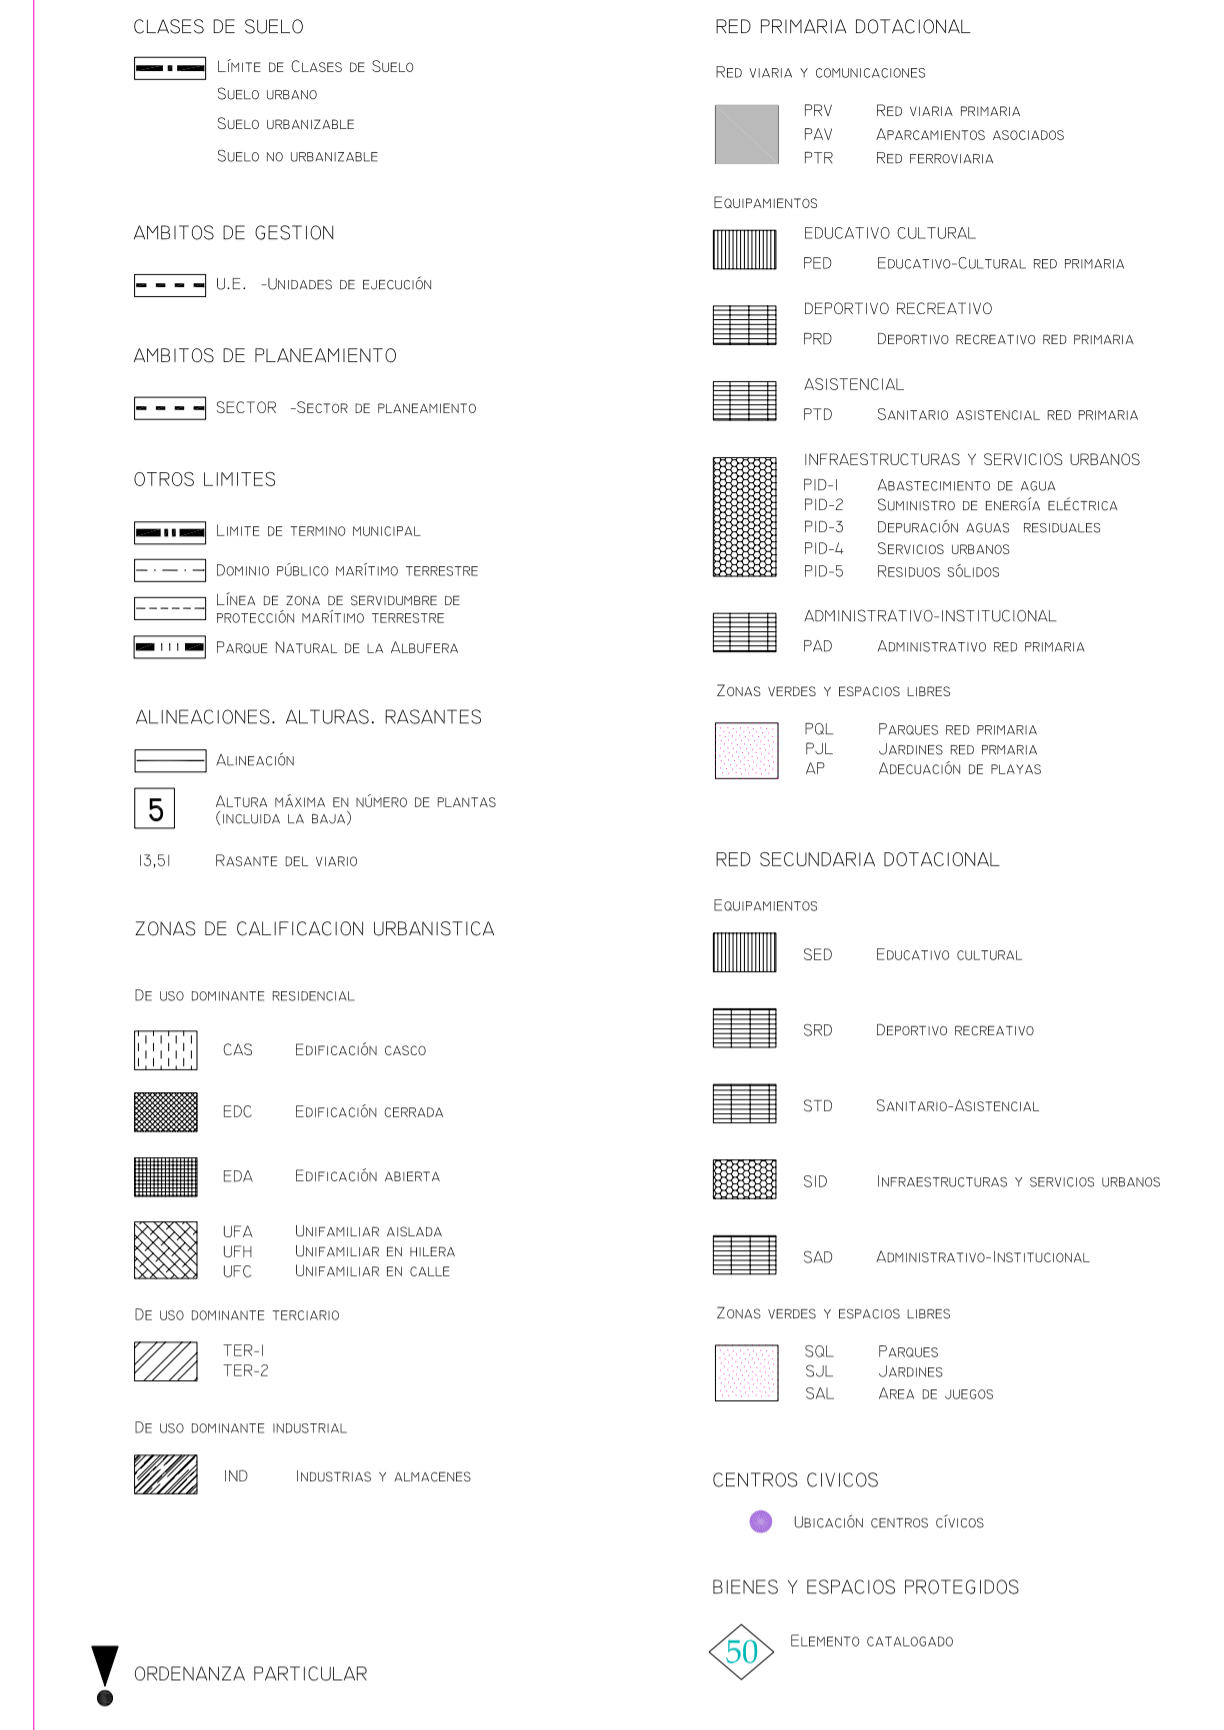 CLASES DE SUELO
LÍMITE DE CLASES DE SUELO
SUELO URBANO
SUELO URBANIZABLE
SUELO NO URBANIZABLE
AMBITOS DE GESTION
U.E. -UNIDADES DE EJECUCIÓN
AMBITOS DE PLANEAMIENTO
SECTOR -SECTOR DE PLANEAMIENTO
OTROS LIMITES
LIMITE DE TERMINO MUNICIPAL
DOMINIO PÚBLICO MARÍTIMO TERRESTRE
LÍNEA DE ZONA DE SERVIDUMBRE DE
PROTECCIÓN MARÍTIMO TERRESTRE
PARQUE NATURAL DE LA ALBUFERA
ALINEACIONES. ALTURAS. RASANTES
ALINEACIÓN
5 ALTURA MÁXIMA EN NÚMERO DE PLANTAS
(INCLUIDA LA BAJA)
13,51 RASANTE DEL VIARIO
ZONAS DE CALIFICACION URBANISTICA
DE USO DOMINANTE RESIDENCIAL
CAS EDIFICACIÓN CASCO
EDC EDIFICACIÓN CERRADA
EDA EDIFICACIÓN ABIERTA
UFA UNIFAMILIAR AISLADA
UFH UNIFAMILIAR EN HILERA
UFC UNIFAMILIAR EN CALLE
DE USO DOMINANTE TERCIARIO
TER-1
TER-2
DE USO DOMINANTE INDUSTRIAL
IND INDUSTRIAS Y ALMACENES
ORDENANZA PARTICULAR
RED PRIMARIA DOTACIONAL
RED VIARIA Y COMUNICACIONES
PRV RED VIARIA PRIMARIA
PAV APARCAMIENTOS ASOCIADOS
PTR RED FERROVIARIA
EQUIPAMIENTOS
EDUCATIVO CULTURAL
PED EDUCATIVO-CULTURAL RED PRIMARIA
DEPORTIVO RECREATIVO
PRD DEPORTIVO RECREATIVO RED PRIMARIA
ASISTENCIAL
PTD SANITARIO ASISTENCIAL RED PRIMARIA
INFRAESTRUCTURAS Y SERVICIOS URBANOS
PID-1 ABASTECIMIENTO DE AGUA
PID-2 SUMINISTRO DE ENERGÍA ELÉCTRICA
PID-3 DEPURACIÓN AGUAS RESIDUALES
PID-4 SERVICIOS URBANOS
PID-5 RESIDUOS SÓLIDOS
ADMINISTRATIVO-INSTITUCIONAL
PAD ADMINISTRATIVO RED PRIMARIA
ZONAS VERDES Y ESPACIOS LIBRES
PQL PARQUES RED PRIMARIA
PJL JARDINES RED PRMARIA
AP ADECUACIÓN DE PLAYAS
RED SECUNDARIA DOTACIONAL
EQUIPAMIENTOS
SED EDUCATIVO CULTURAL
SRD DEPORTIVO RECREATIVO
STD SANITARIO-ASISTENCIAL
SID INFRAESTRUCTURAS Y SERVICIOS URBANOS
SAD ADMINISTRATIVO-INSTITUCIONAL
ZONAS VERDES Y ESPACIOS LIBRES
SQL PARQUES
SJL JARDINES
SAL AREA DE JUEGOS
CENTROS CIVICOS
UBICACIÓN CENTROS CÍVICOS
BIENES Y ESPACIOS PROTEGIDOS
50 ELEMENTO CATALOGADO